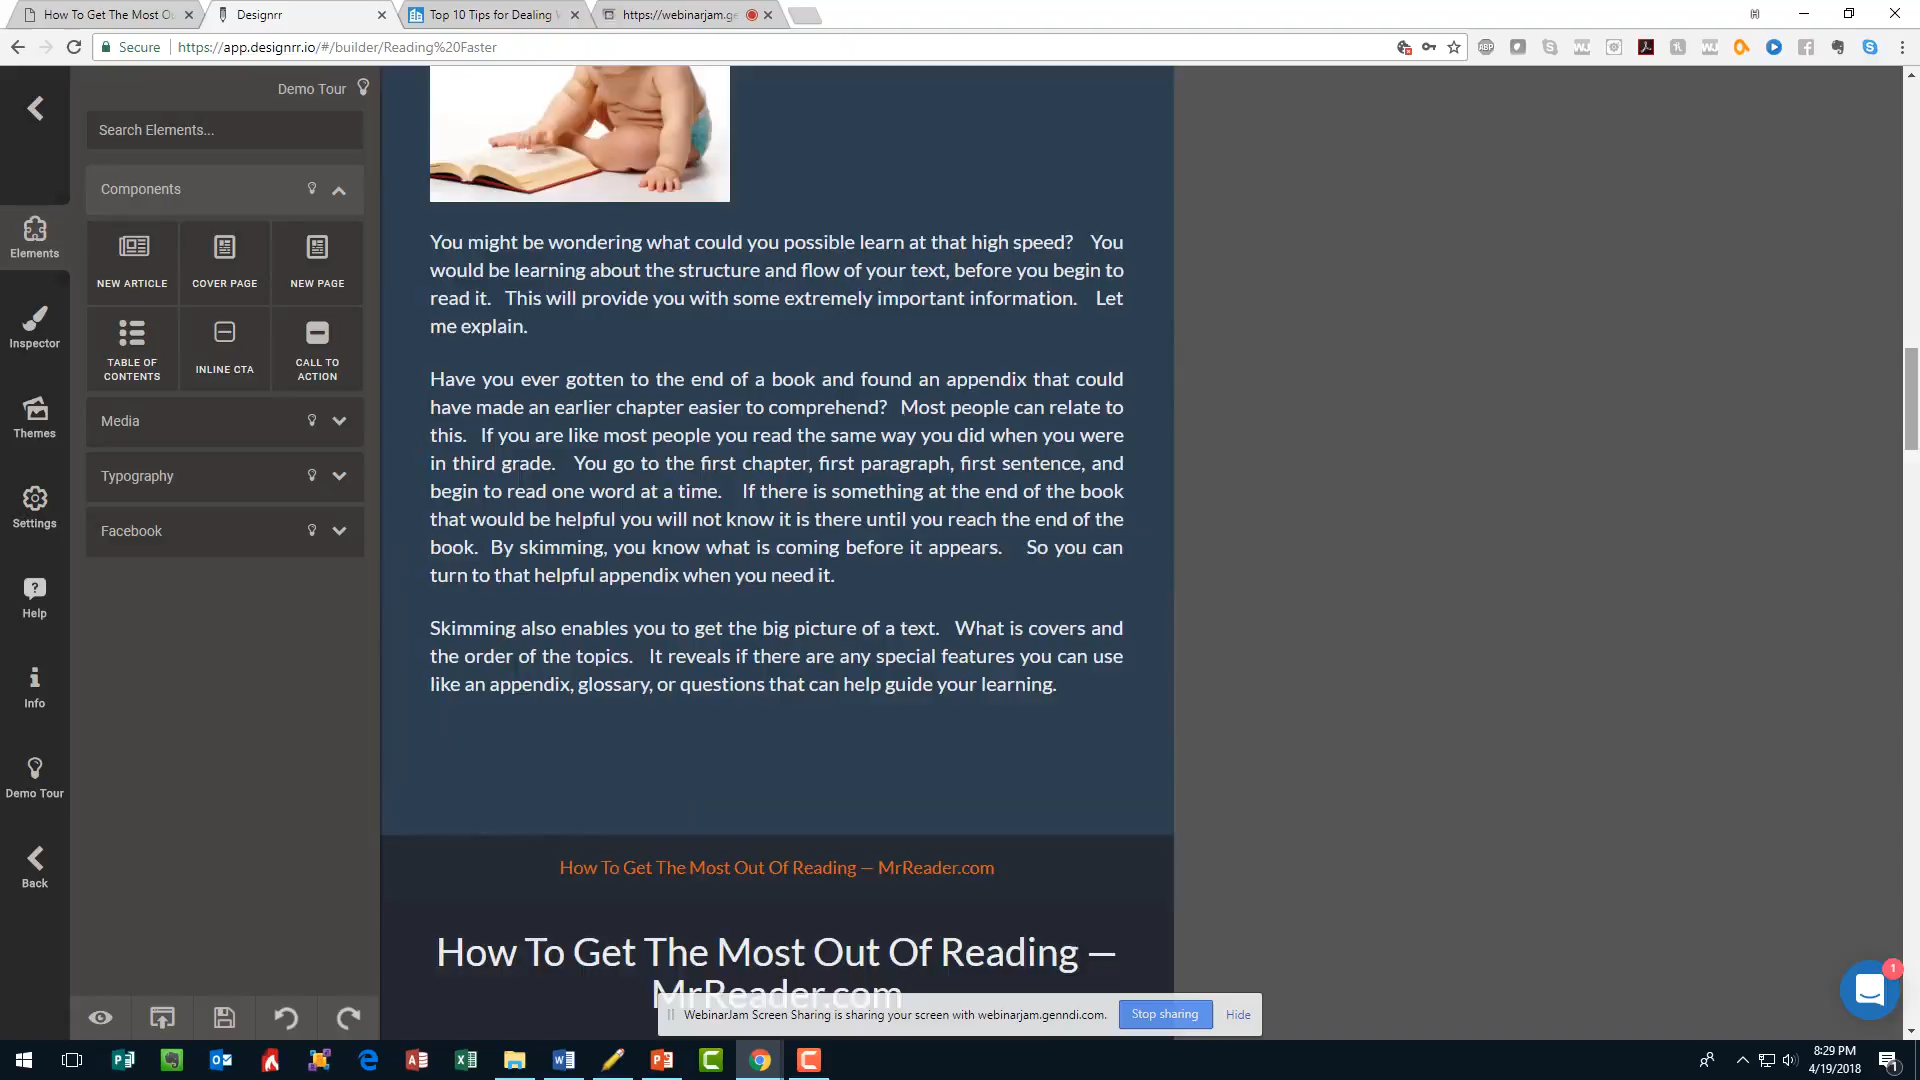 How To Get The Most Ou
Designrr
Top 10 Tips for Dealing W
https://webinarjam.ge
Secure
https://app.designrr.io/#/builder/Reading%20Faster
ABP
Demo Tour
Search Elements...
Components
Elements
NEW ARTICLE
COVER PAGE
NEW PAGE
TABLE OF CONTENTS
INLINE CTA
CALL TO ACTION
Inspector
Media
Themes
Typography
Settings
Facebook
Help
Info
Demo Tour
Back
You might be wondering what could you possible learn at that high speed? You
would be learning about the structure and flow of your text, before you begin to
read it. This will provide you with some extremely important information. Let
me explain.
Have you ever gotten to the end of a book and found an appendix that could
have made an earlier chapter easier to comprehend? Most people can relate to
this. If you are like most people you read the same way you did when you were
in third grade. You go to the first chapter, first paragraph, first sentence, and
begin to read one word at a time. If there is something at the end of the book
that would be helpful you will not know it is there until you reach the end of the
book. By skimming, you know what is coming before it appears. So you can
turn to that helpful appendix when you need it.
Skimming also enables you to get the big picture of a text. What is covers and
the order of the topics. It reveals if there are any special features you can use
like an appendix, glossary, or questions that can help guide your learning.
How To Get The Most Out Of Reading – MrReader.com
How To Get The Most Out Of Reading –
MrReader.com
WebinarJam Screen Sharing is sharing your screen with webinarjam.genndi.com.
Stop sharing
Hide
1
8:29 PM
4/19/2018
1